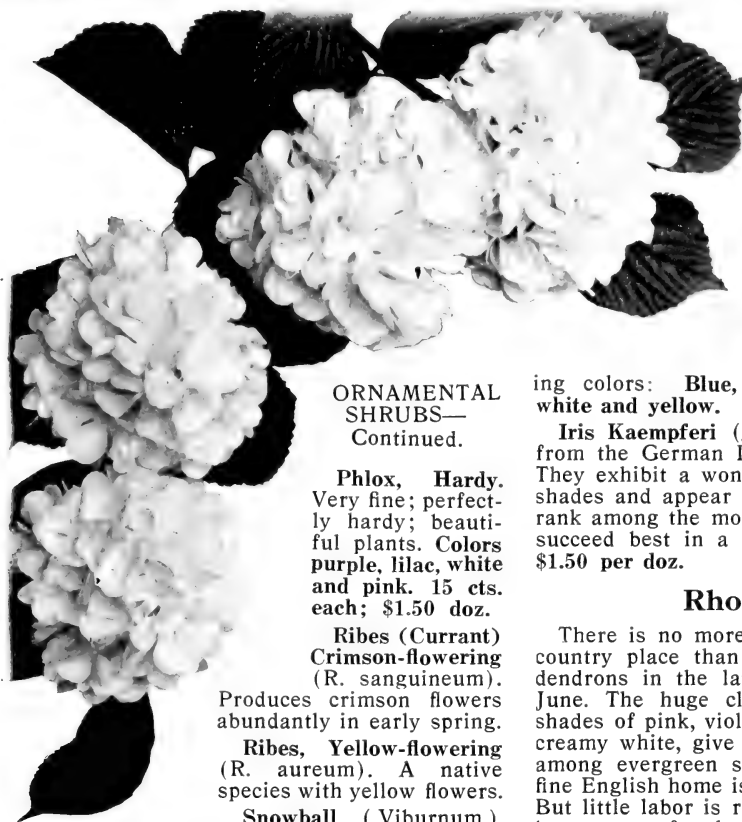 ORNAMENTAL
SHRUBS—
Continued.
Phlox, Hardy.
Very fine; perfect-
ly hardy; beauti-
ful plants. Colors
purple, lilac, white
and pink. 15 cts.
each; $1.50 doz.
Ribes (Currant)
Crimson-flowering
(R. sanguineum).
Produces crimson flowers
abundantly in early spring.
Ribes, Yellow-flowering
(R. aureum). A native
species with yellow flowers.
Snowball (Viburnum)
ing colors: Blue,
white and yellow.
Iris Kaempferi (
from the German
They exhibit a won
shades and appear
rank among the mo
succeed best in a
$1.50 per doz.
Rho
There is no more
country place than
dendrons in the la
June. The huge cl
shades of pink, viol
creamy white, give
among evergreen s
fine English home is
But little labor is r